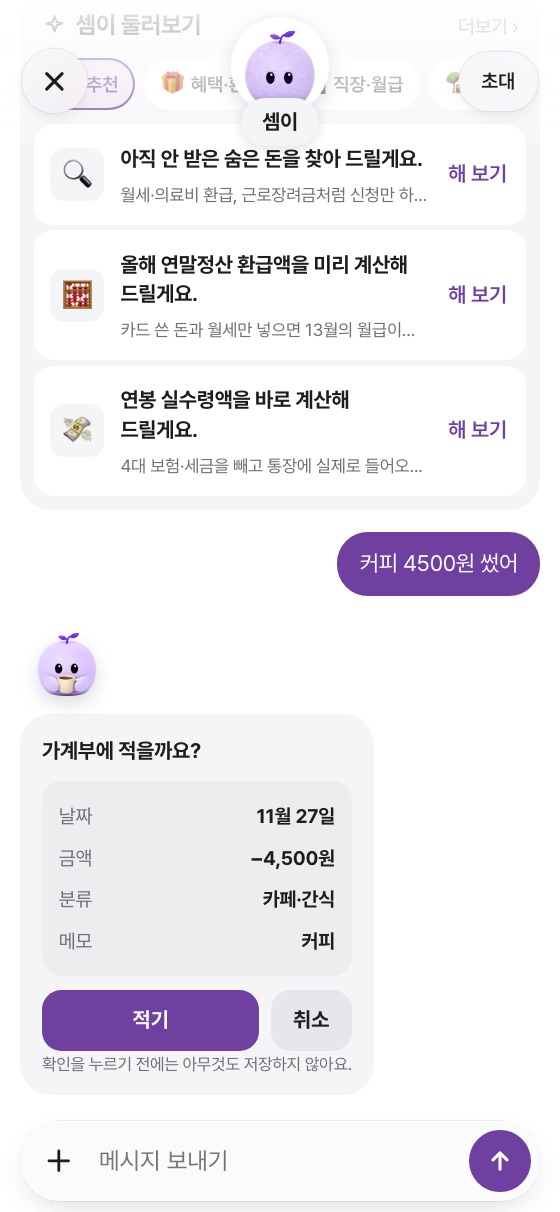 셈이 둘러보기
더보기 ›
추천
혜택·환
직장·월급
초대
셈이
아직 안 받은 숨은 돈을 찾아 드릴게요.
월세·의료비 환급, 근로장려금처럼 신청만 하...
해 보기
올해 연말정산 환급액을 미리 계산해
드릴게요.
카드 쓴 돈과 월세만 넣으면 13월의 월급이...
해 보기
연봉 실수령액을 바로 계산해
드릴게요.
4대 보험·세금을 빼고 통장에 실제로 들어오...
해 보기
커피 4500원 썼어
가계부에 적을까요?
날짜 11월 27일
금액 −4,500원
분류 카페·간식
메모 커피
적기 취소
확인을 누르기 전에는 아무것도 저장하지 않아요.
메시지 보내기